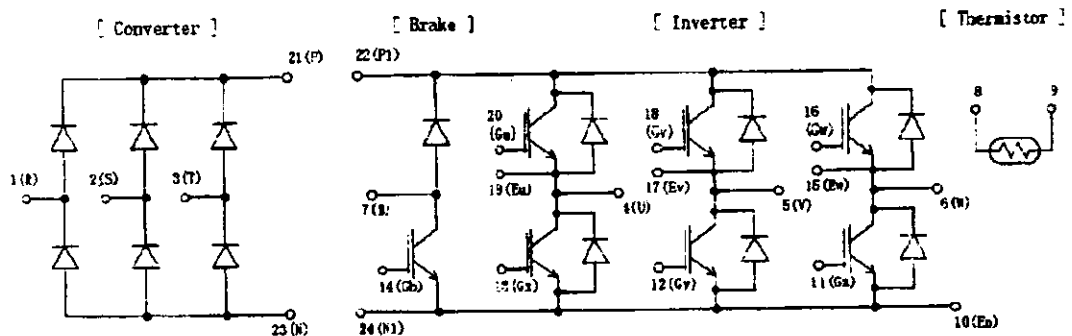 [ Converter ]
[ Brake ]
[ Inverter ]
[ Thermistor ]
21(P)
22(P1)
8
9
20
(Gu)
18
(Gv)
16
(Gw)
1(R)
2(S)
3(T)
19(Eu)
17(Ev)
15(Ew)
7(B)
4(U)
5(V)
6(W)
14(Gb)
13(Gx)
12(Gy)
11(Gz)
23(N)
24(N1)
10(En)